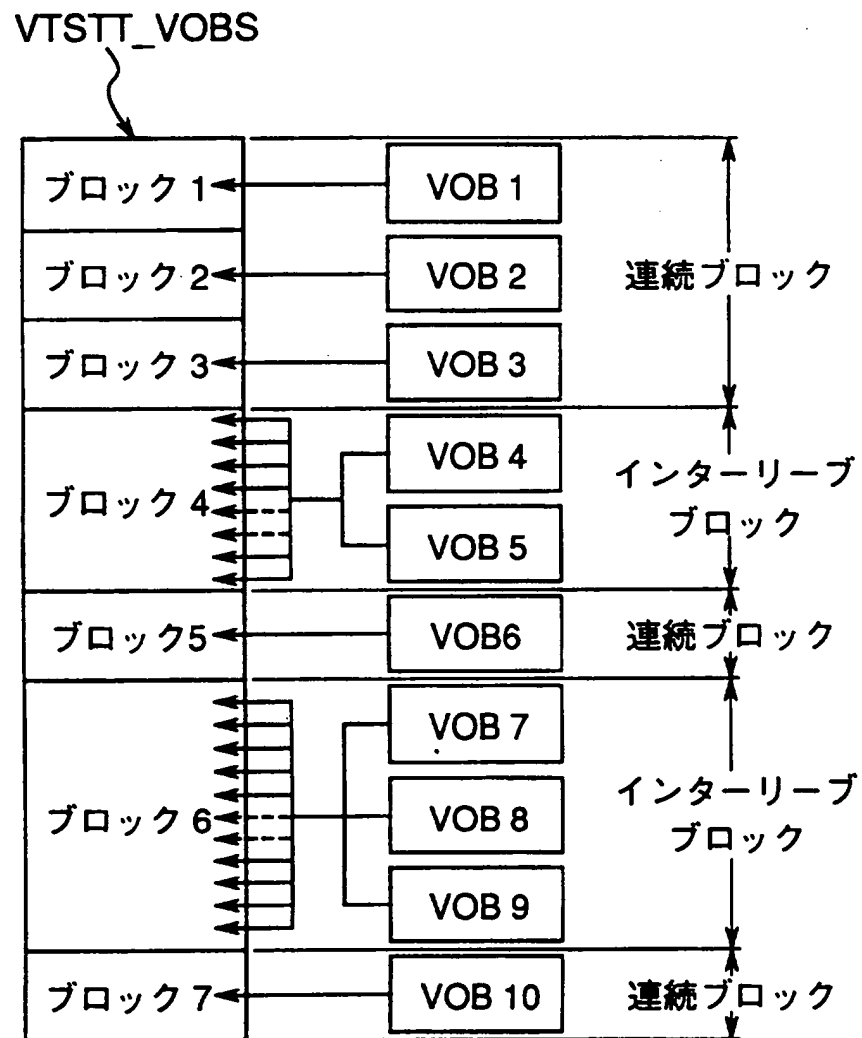 VTSTT_VOBS
ブロック 1
VOB 1
ブロック 2
VOB 2
連続ブロック
ブロック 3
VOB 3
ブロック 4
VOB 4
VOB 5
インターリーブ
ブロック
ブロック5
VOB6
連続ブロック
ブロック 6
VOB 7
VOB 8
VOB 9
インターリーブ
ブロック
ブロック 7
VOB 10
連続ブロック